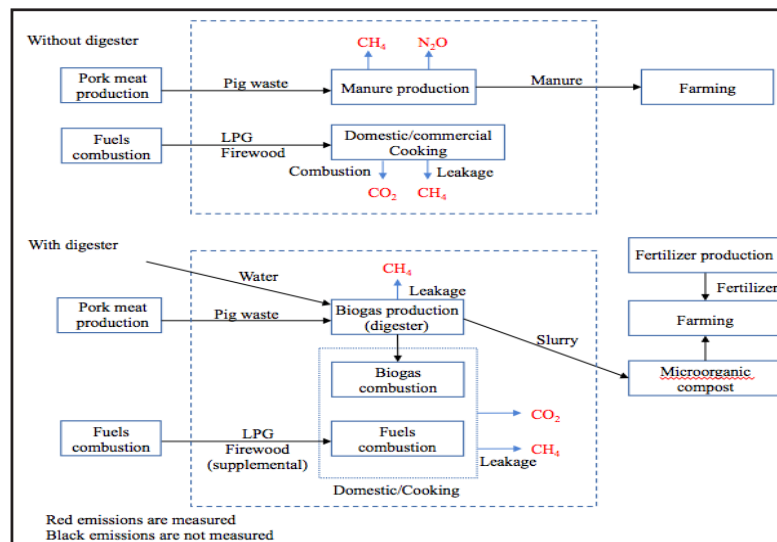 Without digester
CH4
N2O
Pork meat
production
Pig waste
Manure production
Manure
Farming
Fuels
combustion
LPG
Firewood
Domestic/commercial
Cooking
Combustion
Leakage
CO2
CH4
With digester
Water
CH4
Leakage
Fertilizer production
Fertilizer
Pork meat
production
Pig waste
Biogas production
(digester)
Farming
Slurry
Biogas
combustion
Microorganic
compost
CO2
Fuels
combustion
LPG
Firewood
(supplemental)
Fuels
combustion
CH4
Leakage
Domestic/Cooking
Red emissions are measured
Black emissions are not measured